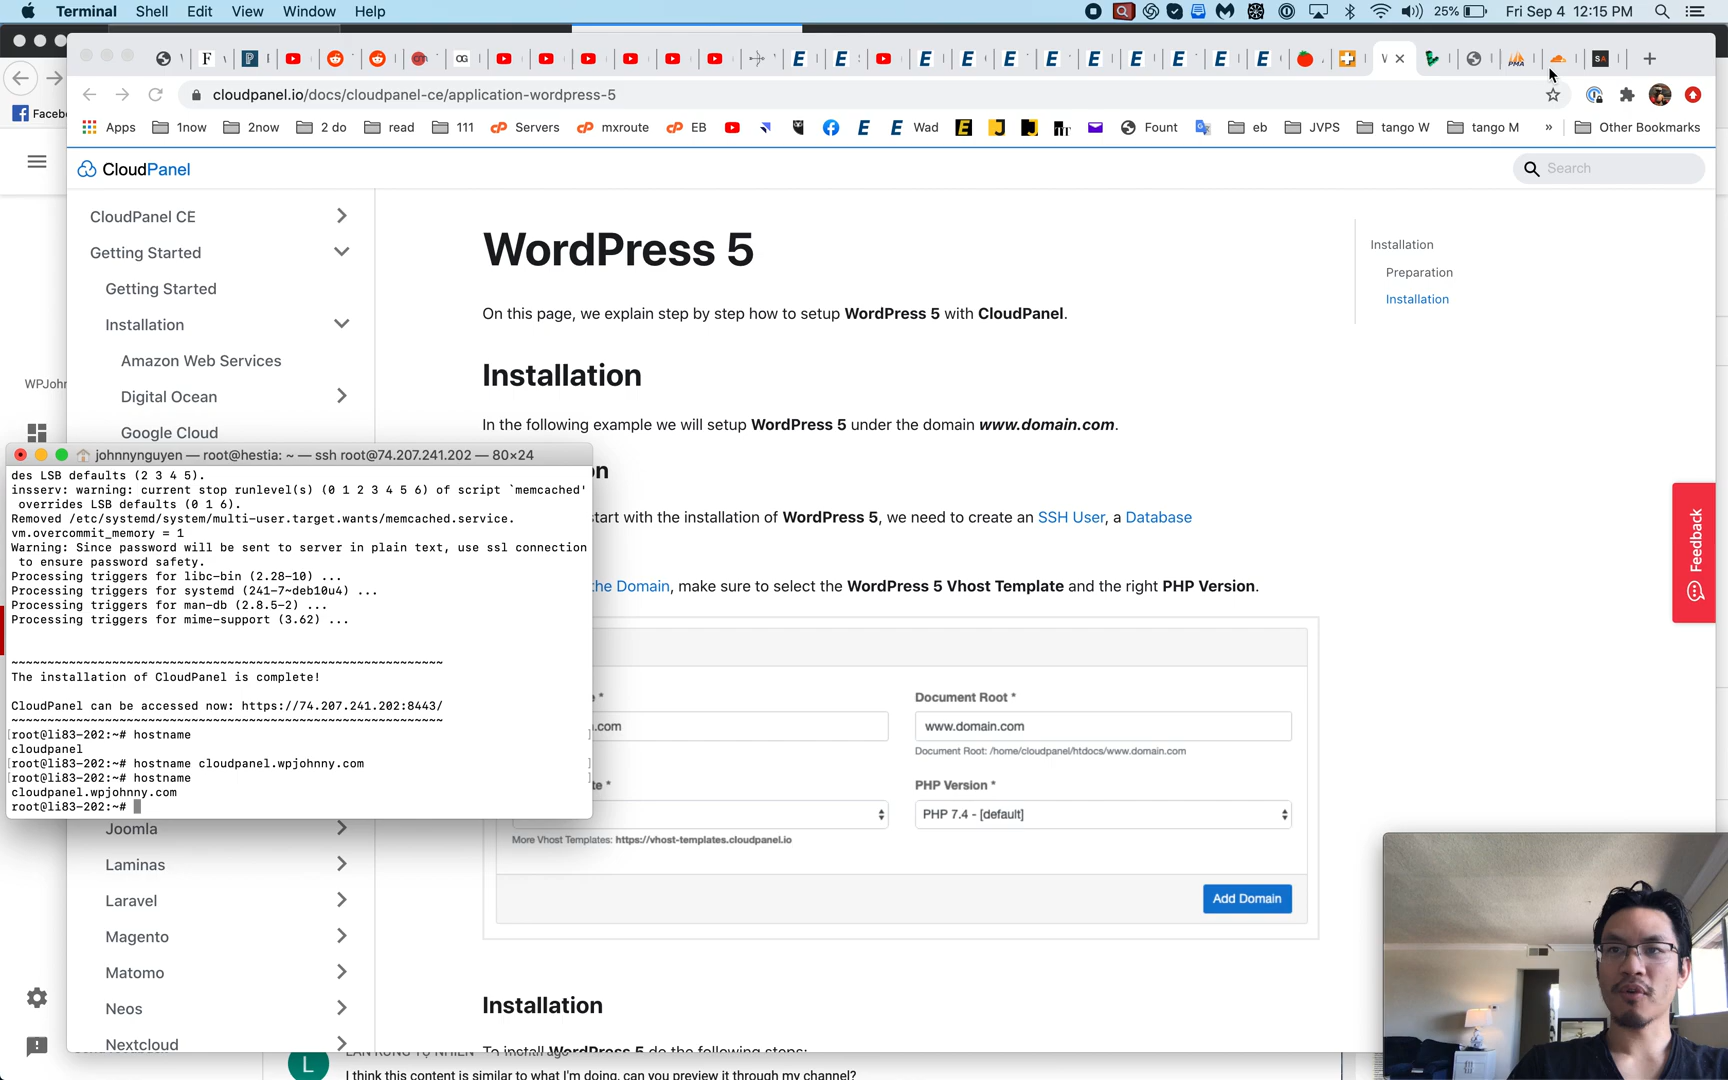 Terminal Shell Edit View Window Help
25% Fri Sep 4 12:15 PM
cloudpanel.io/docs/cloudpanel-ce/application-wordpress-5
Faceb
Apps 1now 2now 2 do read 111 Servers mxroute EB Wad Fount eb JVPS tango W tango M » Other Bookmarks
CloudPanel
Search
CloudPanel CE
Getting Started
Getting Started
Installation
Amazon Web Services
Digital Ocean
Google Cloud
WPJohn
WordPress 5
On this page, we explain step by step how to setup WordPress 5 with CloudPanel.
Installation
In the following example we will setup WordPress 5 under the domain www.domain.com.
on
start with the installation of WordPress 5, we need to create an SSH User, a Database
the Domain, make sure to select the WordPress 5 Vhost Template and the right PHP Version.
Installation
Preparation
Installation
johnnynguyen — root@hestia: ~ — ssh root@74.207.241.202 — 80×24
des LSB defaults (2 3 4 5).
insserv: warning: current stop runlevel(s) (0 1 2 3 4 5 6) of script `memcached'
overrides LSB defaults (0 1 6).
Removed /etc/systemd/system/multi-user.target.wants/memcached.service.
vm.overcommit_memory = 1
Warning: Since password will be sent to server in plain text, use ssl connection
to ensure password safety.
Processing triggers for libc-bin (2.28-10) ...
Processing triggers for systemd (241-7~deb10u4) ...
Processing triggers for man-db (2.8.5-2) ...
Processing triggers for mime-support (3.62) ...
~~~~~~~~~~~~~~~~~~~~~~~~~~~~~~~~~~~~~~~~~~~~~~~~~~~~~~~~~~~~
The installation of CloudPanel is complete!
CloudPanel can be accessed now: https://74.207.241.202:8443/
~~~~~~~~~~~~~~~~~~~~~~~~~~~~~~~~~~~~~~~~~~~~~~~~~~~~~~~~~~~~
[root@li83-202:~# hostname ]
cloudpanel
[root@li83-202:~# hostname cloudpanel.wpjohnny.com ]
[root@li83-202:~# hostname ]
cloudpanel.wpjohnny.com
root@li83-202:~#
e * Document Root *
.com www.domain.com
Document Root: /home/cloudpanel/htdocs/www.domain.com
te * PHP Version *
PHP 7.4 - [default]
More Vhost Templates: https://vhost-templates.cloudpanel.io
Add Domain
Feedback
Joomla
Laminas
Laravel
Magento
Matomo
Neos
Nextcloud
Installation
To install WordPress 5 do the following steps:
L
I think this content is similar to what I'm doing, can you preview it through my channel?